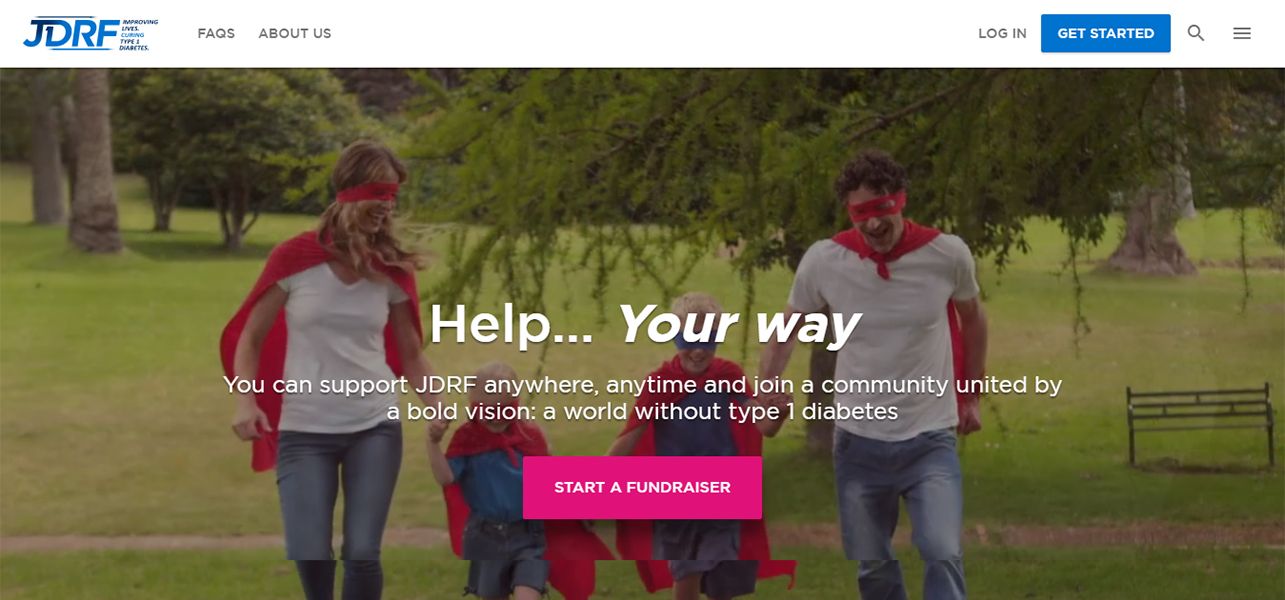 JDRF
IMPROVING
LIVES.
CURING
TYPE 1
DIABETES.
FAQS
ABOUT US
LOG IN
GET STARTED
Help... Your way
You can support JDRF anywhere, anytime and join a community united by
a bold vision: a world without type 1 diabetes
START A FUNDRAISER